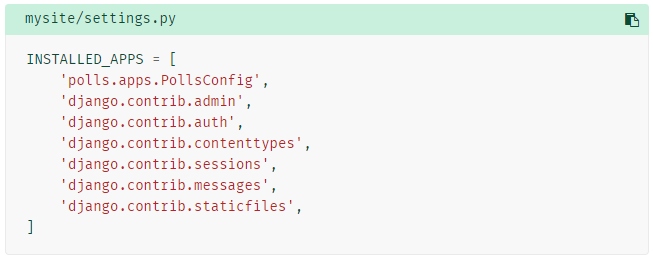 mysite/settings.py
INSTALLED_APPS = [
    'polls.apps.PollsConfig',
    'django.contrib.admin',
    'django.contrib.auth',
    'django.contrib.contenttypes',
    'django.contrib.sessions',
    'django.contrib.messages',
    'django.contrib.staticfiles',
]